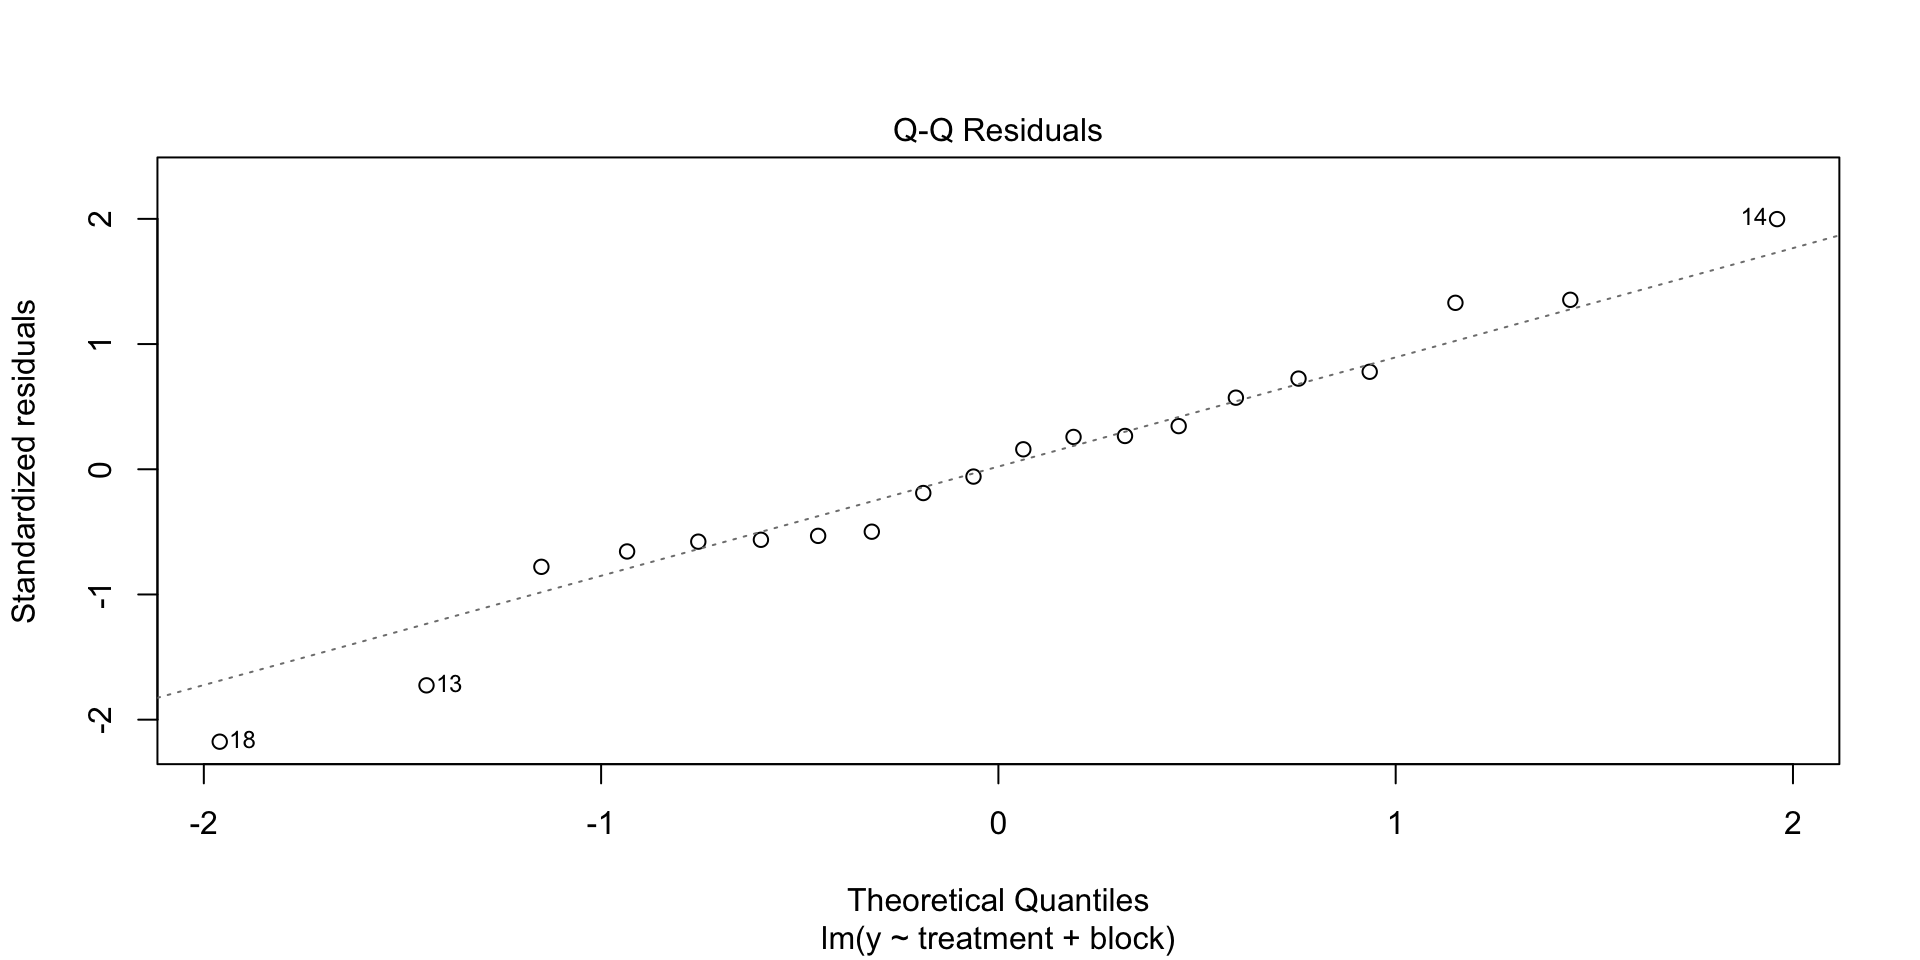 Q-Q Residuals
Standardized residuals
2
1
0
-1
-2
14
13
18
-2 -1 0 1 2
Theoretical Quantiles
lm(y ~ treatment + block)